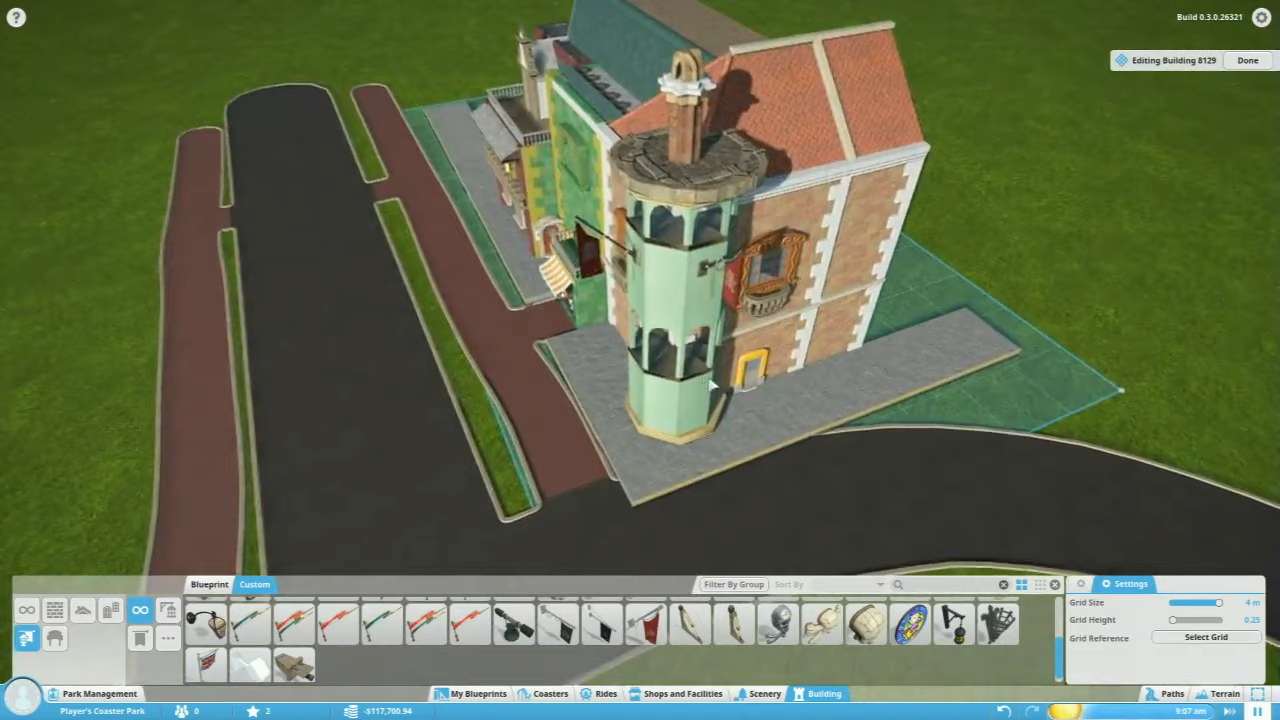 ?
Build 0.3.0.26321
Editing Building 8129
Done
Blueprint
Custom
Filter By Group
Sort By
Settings
Grid Size
4 m
Grid Height
0.25
Grid Reference
Select Grid
Park Management
My Blueprints
Coasters
Rides
Shops and Facilities
Scenery
Building
Paths
Terrain
Player's Coaster Park
0
2
-$117,700.94
9:07 am